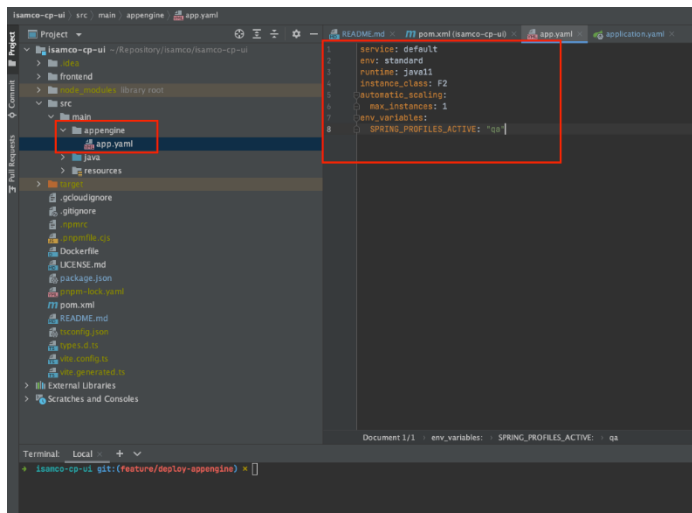 isamco-cp-ui › src › main › appengine › app.yaml
Project
README.md × pom.xml (isamco-cp-ui) × app.yaml × application.yaml ×
Project
Commit
Pull Requests
isamco-cp-ui ~/Repository/isamco/isamco-cp-ui
.idea
frontend
node_modules library root
src
main
appengine
app.yaml
java
resources
target
.gcloudignore
.gitignore
.npmrc
.pnpmfile.cjs
Dockerfile
LICENSE.md
package.json
pnpm-lock.yaml
pom.xml
README.md
tsconfig.json
types.d.ts
vite.config.ts
vite.generated.ts
External Libraries
Scratches and Consoles
1 service: default
2 env: standard
3 runtime: java11
4 instance_class: F2
5 automatic_scaling:
6 max_instances: 1
7 env_variables:
8 SPRING_PROFILES_ACTIVE: "qa"
Document 1/1 › env_variables: › SPRING_PROFILES_ACTIVE: › qa
Terminal: Local × +
isamco-cp-ui git:(feature/deploy-appengine) ×